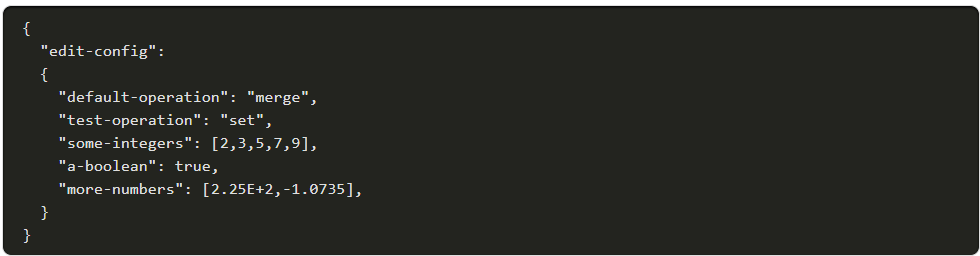 {
  "edit-config":
  {
    "default-operation": "merge",
    "test-operation": "set",
    "some-integers": [2,3,5,7,9],
    "a-boolean": true,
    "more-numbers": [2.25E+2,-1.0735],
  }
}